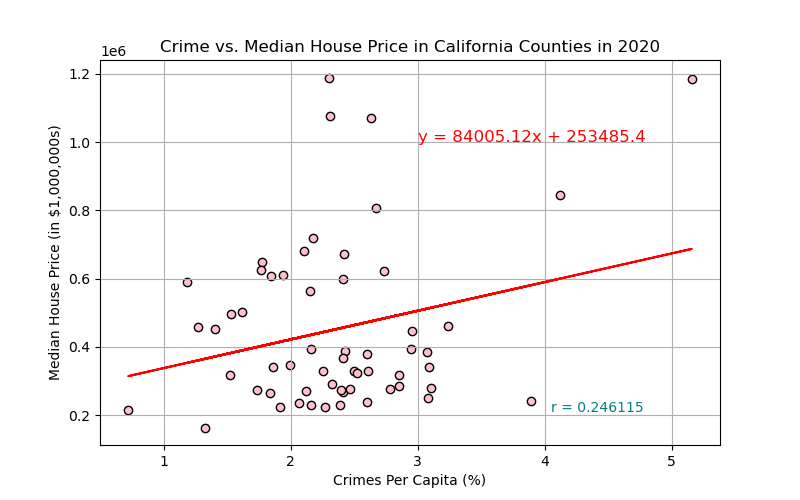 Crime vs. Median House Price in California Counties in 2020
1e6
Median House Price (in $1,000,000s)
1.2
1.0
0.8
0.6
0.4
0.2
y = 84005.12x + 253485.4
r = 0.246115
1 2 3 4 5
Crimes Per Capita (%)